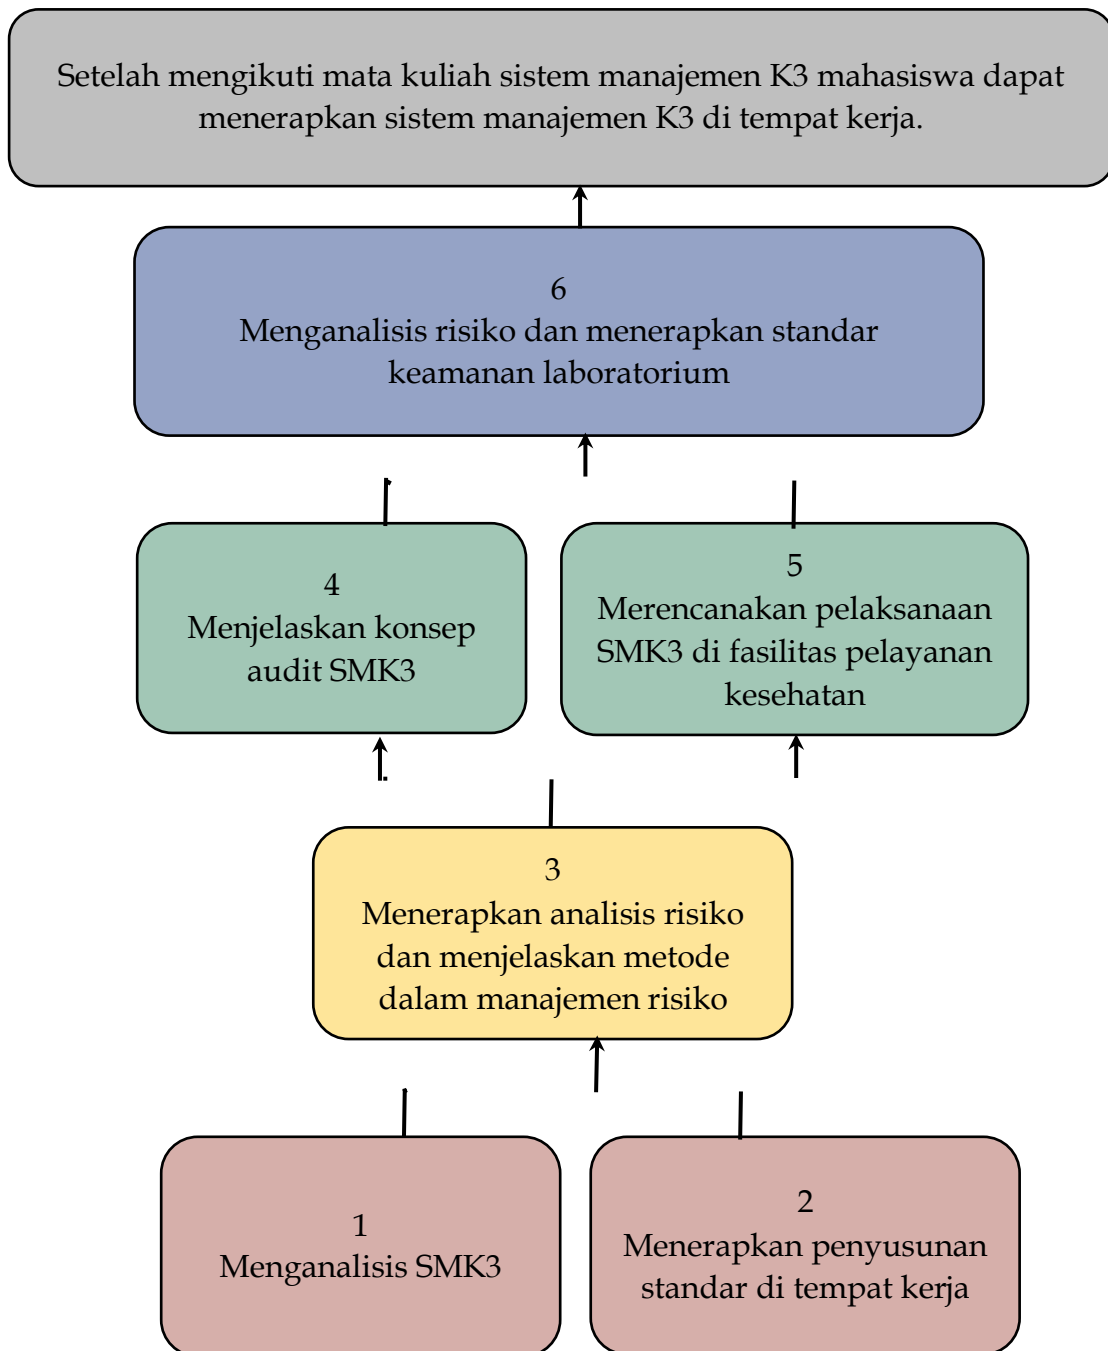 Setelah mengikuti mata kuliah sistem manajemen K3 mahasiswa dapat
menerapkan sistem manajemen K3 di tempat kerja.
6
Menganalisis risiko dan menerapkan standar
keamanan laboratorium
4
Menjelaskan konsep
audit SMK3
5
Merencanakan pelaksanaan
SMK3 di fasilitas pelayanan
kesehatan
3
Menerapkan analisis risiko
dan menjelaskan metode
dalam manajemen risiko
1
Menganalisis SMK3
2
Menerapkan penyusunan
standar di tempat kerja